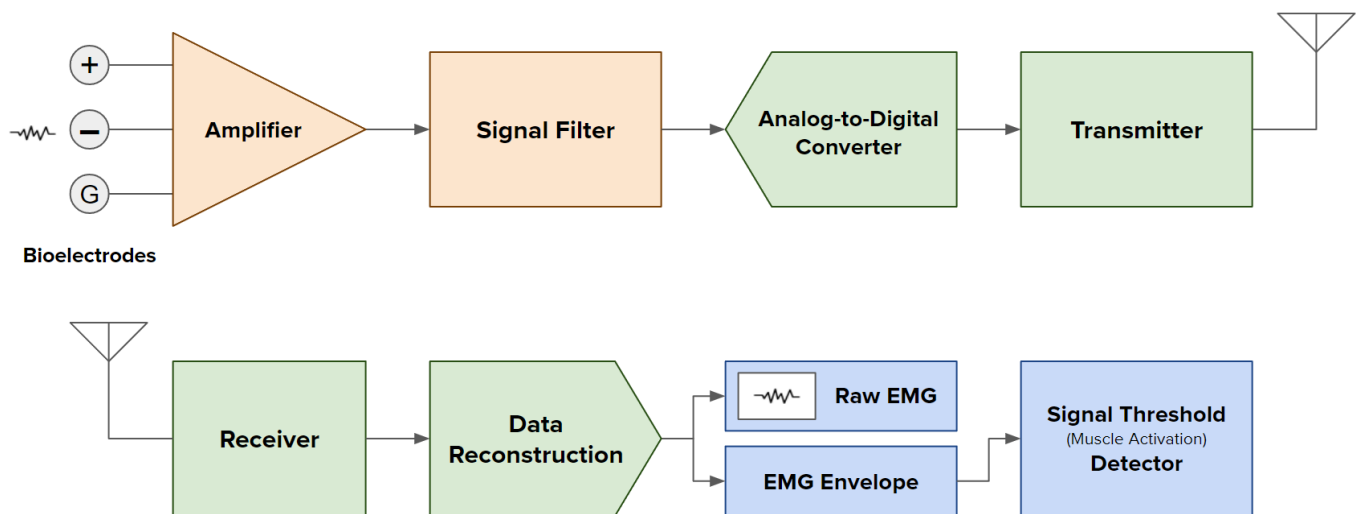 +
Amplifier
Signal Filter
Analog-to-Digital
Converter
Transmitter
−
G
Bioelectrodes
Receiver
Data
Reconstruction
Raw EMG
EMG Envelope
Signal Threshold
(Muscle Activation)
Detector